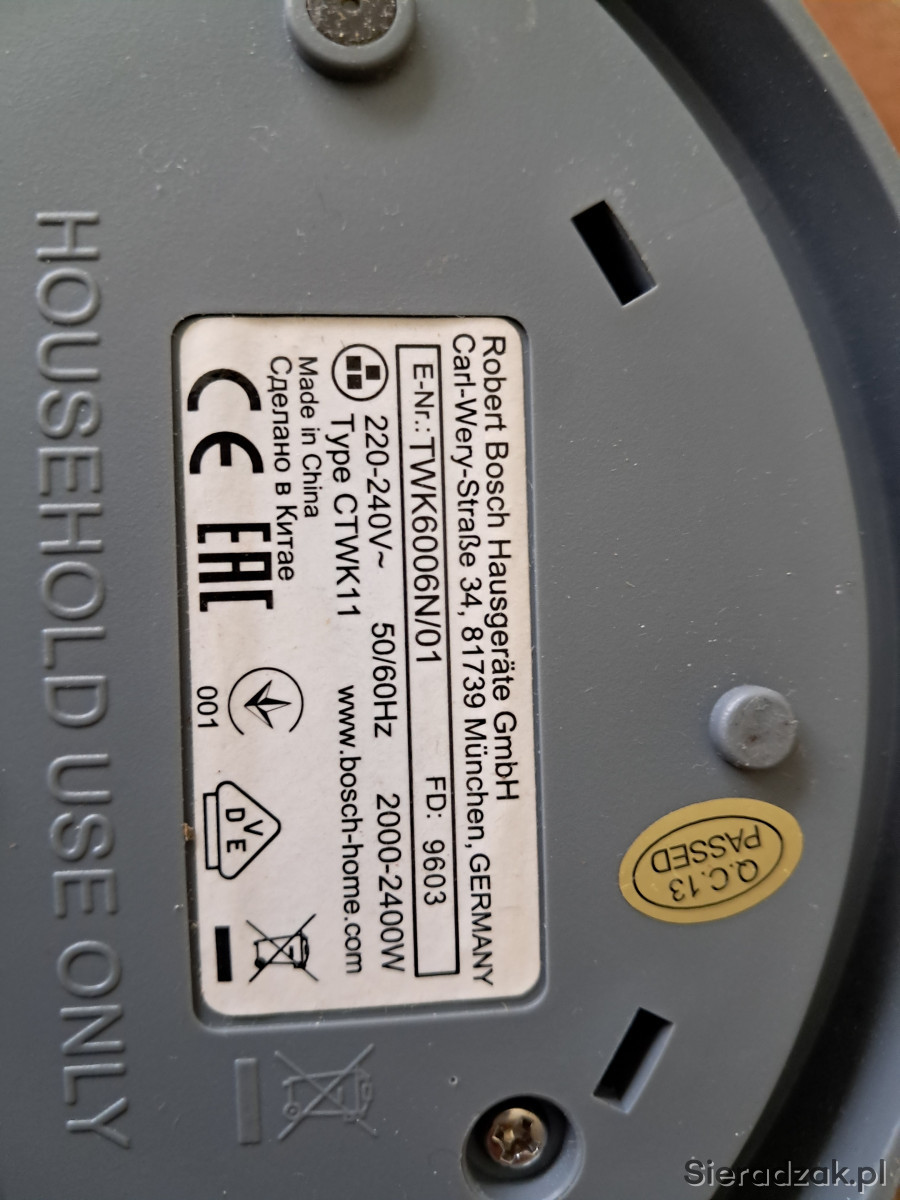 Robert Bosch Hausgeräte GmbH
Carl-Wery-Straße 34, 81739 München, GERMANY
E-Nr.: TWK6006N/01 FD: 9603
220-240V~ 50/60Hz 2000-2400W
Type CTWK11 www.bosch-home.com
Made in China
Сделано в Китае
CE EAC 001 DVE
HOUSEHOLD USE ONLY
Q.C.13
PASSED
Sieradzak.pl